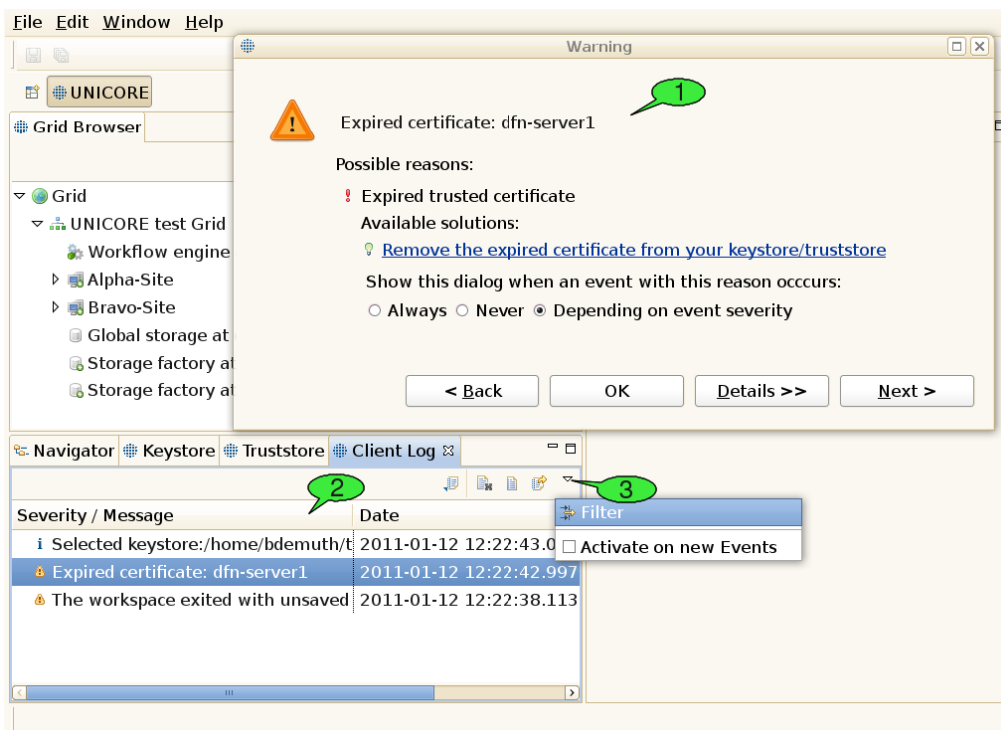 File Edit Window Help
Warning
UNICORE
1
Expired certificate: dfn-server1
Grid Browser
Possible reasons:
Expired trusted certificate
Grid
Available solutions:
UNICORE test Grid
Remove the expired certificate from your keystore/truststore
Workflow engine
Show this dialog when an event with this reason occcurs:
Alpha-Site
Always Never Depending on event severity
Bravo-Site
Global storage at
Storage factory at
Storage factory at
< Back OK Details >> Next >
Navigator Keystore Truststore Client Log
2
3
Severity / Message Date
Filter
Selected keystore:/home/bdemuth/t 2011-01-12 12:22:43.0
Activate on new Events
Expired certificate: dfn-server1 2011-01-12 12:22:42.997
The workspace exited with unsaved 2011-01-12 12:22:38.113